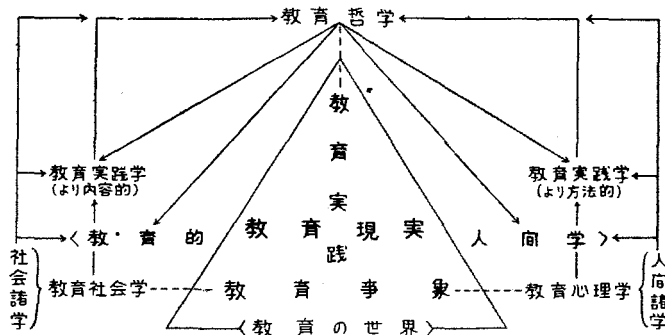 教育哲学
教育実践
教育実践学
(より内容的)
教育実践学
(より方法的)
〈教育的 教育現実 人間学〉
社会諸学
教育社会学
教育事象
教育心理学
人間諸学
〈教育の世界〉